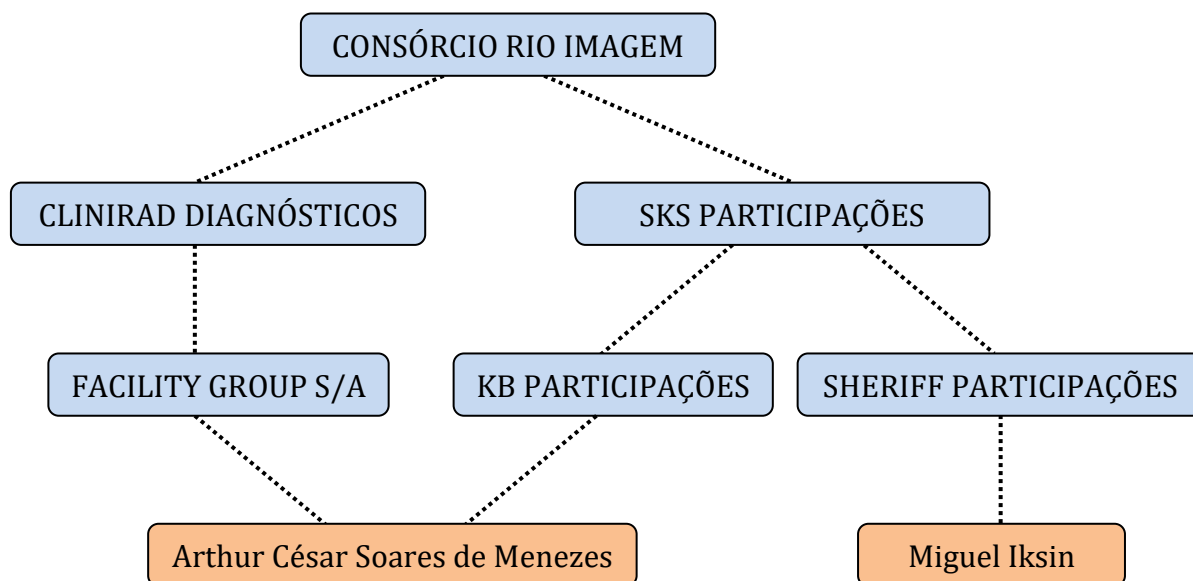 CONSÓRCIO RIO IMAGEM
CLINIRAD DIAGNÓSTICOS
SKS PARTICIPAÇÕES
FACILITY GROUP S/A
KB PARTICIPAÇÕES
SHERIFF PARTICIPAÇÕES
Arthur César Soares de Menezes
Miguel Iksin